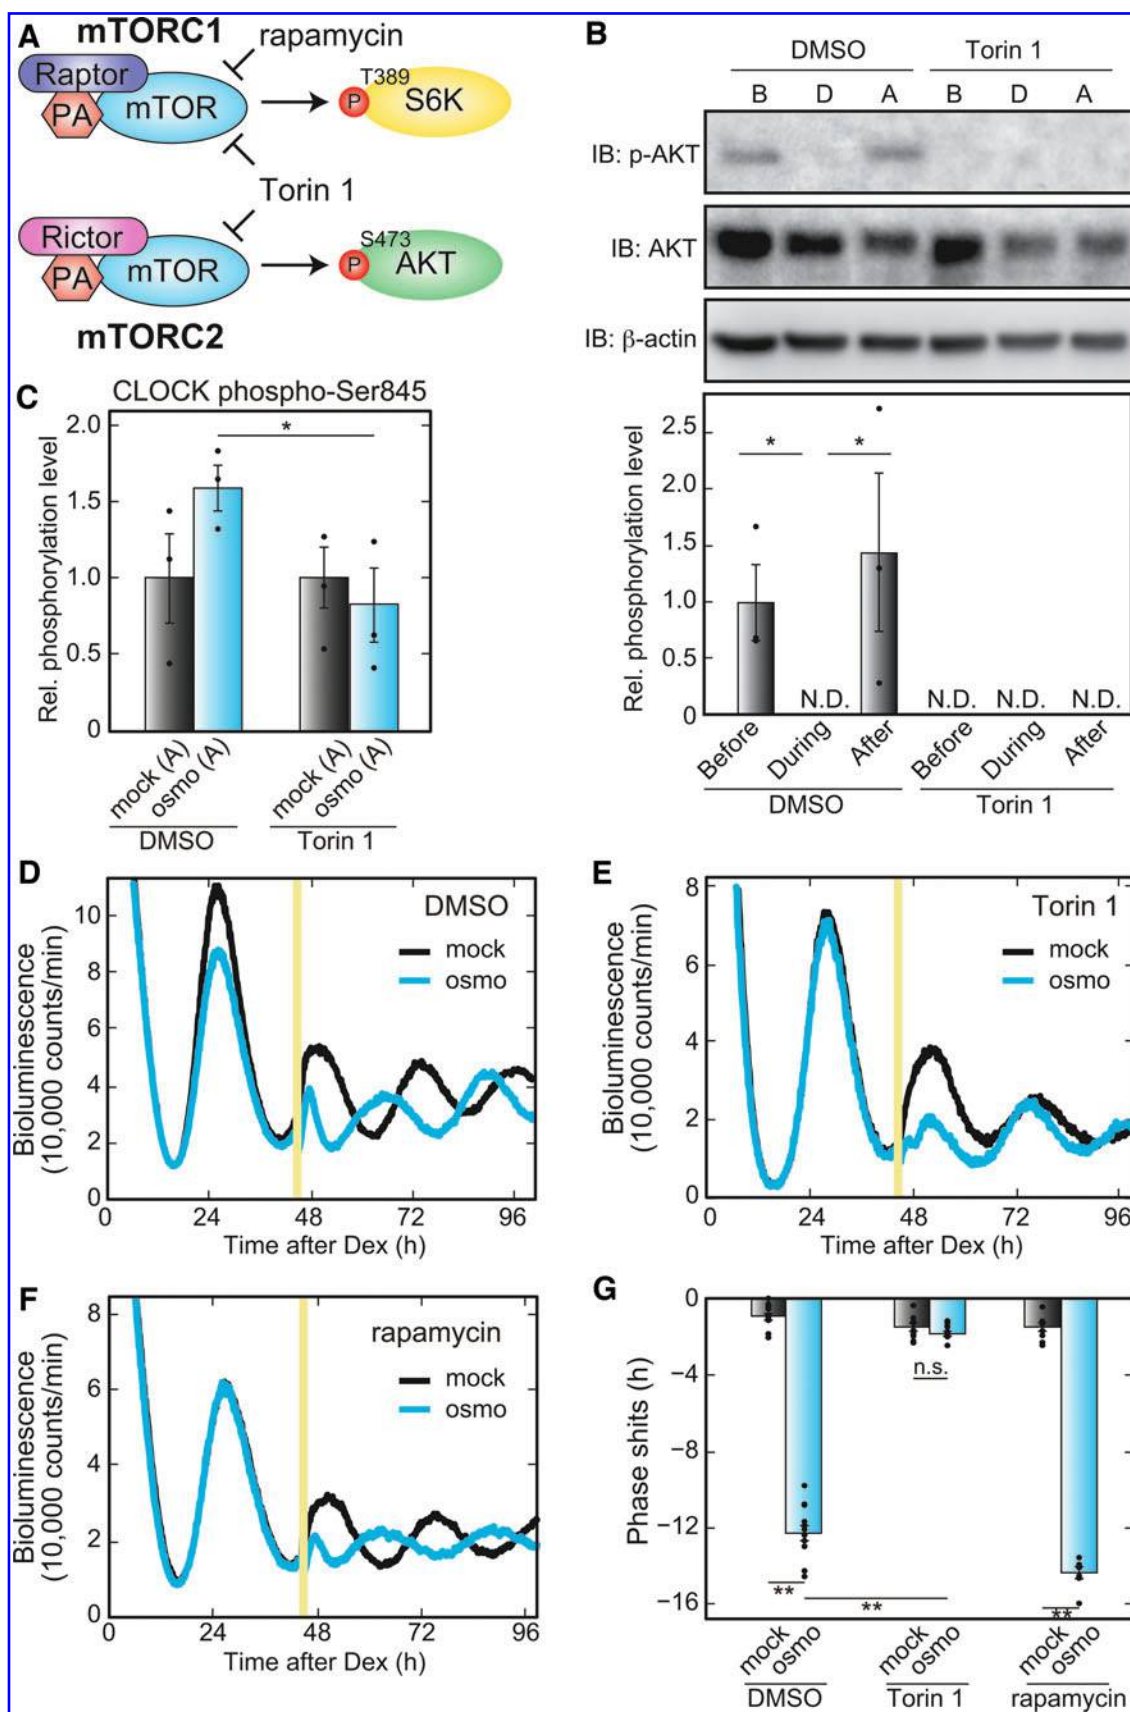 A
mTORC1
rapamycin
Raptor
PA
mTOR
T389
P
S6K
Torin 1
Rictor
PA
mTOR
S473
P
AKT
mTORC2
B
DMSO Torin 1
B D A B D A
IB: p-AKT
IB: AKT
IB: β-actin
Rel. phosphorylation level
2.5
2.0
1.5
1.0
0.5
0
* *
N.D. N.D. N.D. N.D.
Before During After Before During After
DMSO Torin 1
C
CLOCK phospho-Ser845
Rel. phosphorylation level
2.0
1.5
1.0
0.5
0
*
mock (A) osmo (A) mock (A) osmo (A)
DMSO Torin 1
D
DMSO
mock
osmo
Bioluminescence
(10,000 counts/min)
10
8
6
4
2
0
0 24 48 72 96
Time after Dex (h)
E
Torin 1
mock
osmo
Bioluminescence
(10,000 counts/min)
8
6
4
2
0
0 24 48 72 96
Time after Dex (h)
F
rapamycin
mock
osmo
Bioluminescence
(10,000 counts/min)
8
6
4
2
0
0 24 48 72 96
Time after Dex (h)
G
Phase shits (h)
0
−4
−8
−12
−16
n.s.
** ** **
mock osmo mock osmo mock osmo
DMSO Torin 1 rapamycin